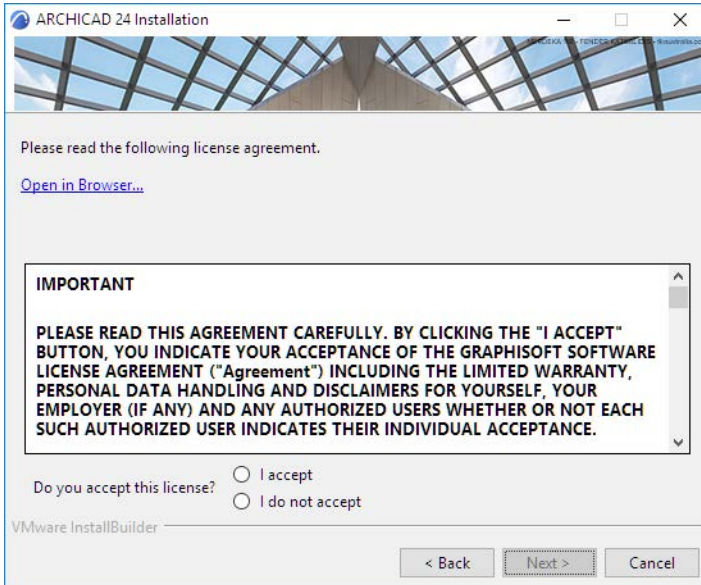 ARCHICAD 24 Installation
Please read the following license agreement.
Open in Browser...
IMPORTANT
PLEASE READ THIS AGREEMENT CAREFULLY. BY CLICKING THE "I ACCEPT"
BUTTON, YOU INDICATE YOUR ACCEPTANCE OF THE GRAPHISOFT SOFTWARE
LICENSE AGREEMENT ("Agreement") INCLUDING THE LIMITED WARRANTY,
PERSONAL DATA HANDLING AND DISCLAIMERS FOR YOURSELF, YOUR
EMPLOYER (IF ANY) AND ANY AUTHORIZED USERS WHETHER OR NOT EACH
SUCH AUTHORIZED USER INDICATES THEIR INDIVIDUAL ACCEPTANCE.
Do you accept this license?
I accept
I do not accept
VMware InstallBuilder
< Back
Next >
Cancel